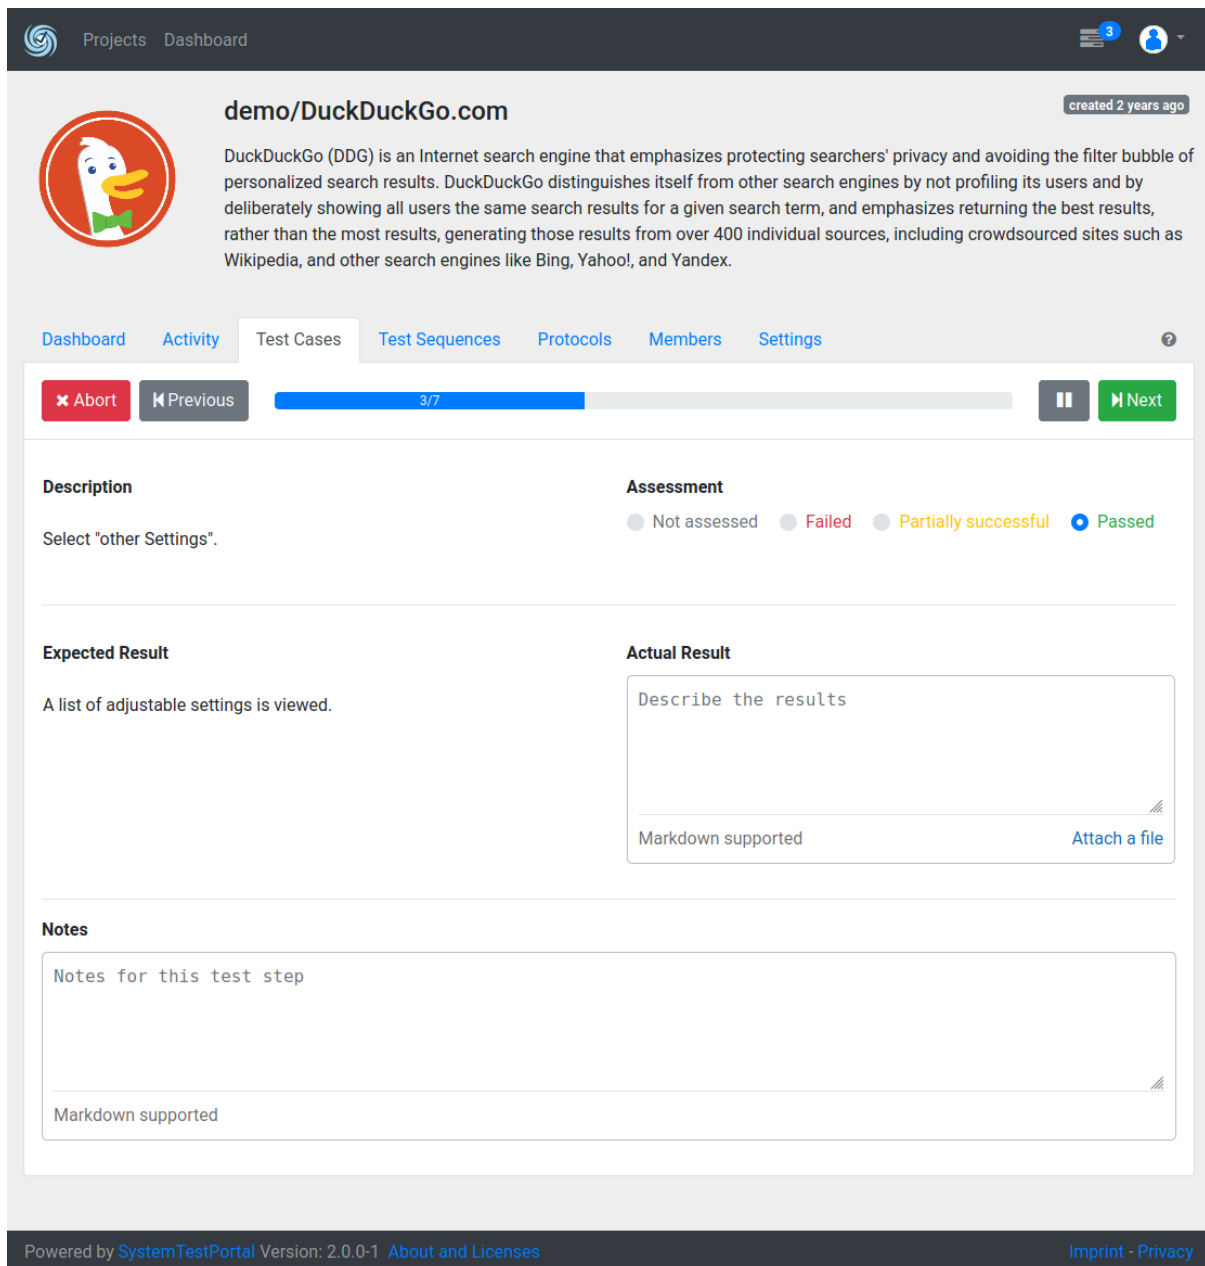 Projects Dashboard 3
demo/DuckDuckGo.com created 2 years ago
DuckDuckGo (DDG) is an Internet search engine that emphasizes protecting searchers' privacy and avoiding the filter bubble of
personalized search results. DuckDuckGo distinguishes itself from other search engines by not profiling its users and by
deliberately showing all users the same search results for a given search term, and emphasizes returning the best results,
rather than the most results, generating those results from over 400 individual sources, including crowdsourced sites such as
Wikipedia, and other search engines like Bing, Yahoo!, and Yandex.
Dashboard Activity Test Cases Test Sequences Protocols Members Settings ?
Abort Previous 3/7 Next
Description
Select "other Settings".
Assessment
Not assessed Failed Partially successful Passed
Expected Result
A list of adjustable settings is viewed.
Actual Result
Describe the results
Markdown supported Attach a file
Notes
Notes for this test step
Markdown supported
Powered by SystemTestPortal Version: 2.0.0-1 About and Licenses Imprint - Privacy